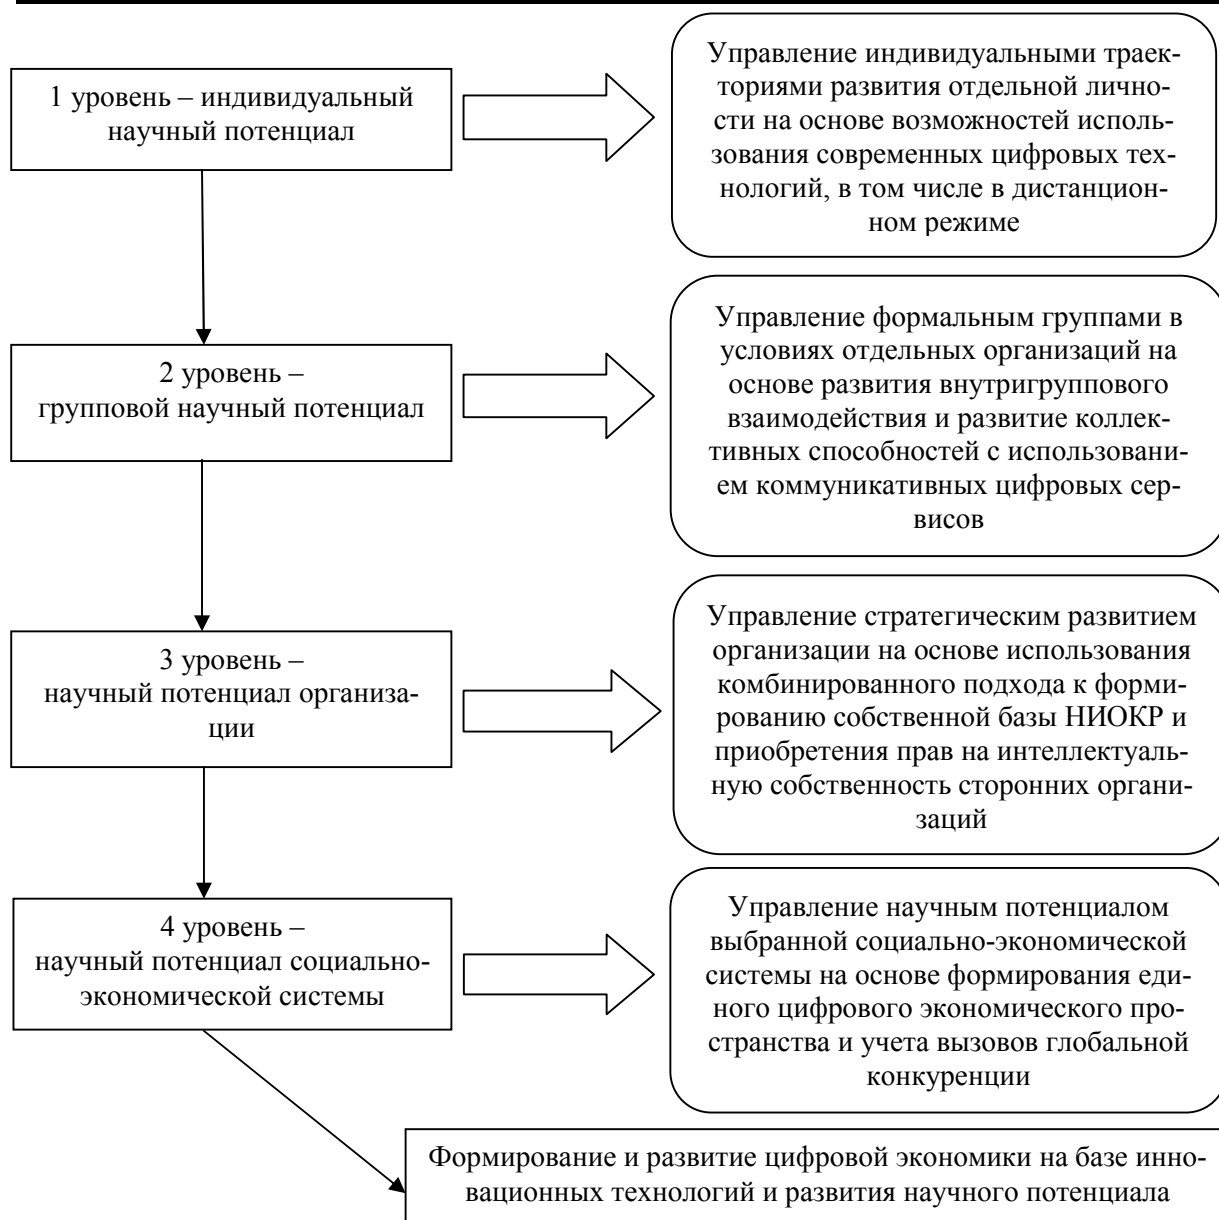 1 уровень – индивидуальный
научный потенциал
Управление индивидуальными траек-
ториями развития отдельной лично-
сти на основе возможностей исполь-
зования современных цифровых тех-
нологий, в том числе в дистанцион-
ном режиме
2 уровень –
групповой научный потенциал
Управление формальным группами в
условиях отдельных организаций на
основе развития внутригруппового
взаимодействия и развитие коллек-
тивных способностей с использовани-
ем коммуникативных цифровых сер-
висов
3 уровень –
научный потенциал организа-
ции
Управление стратегическим развитием
организации на основе использования
комбинированного подхода к форми-
рованию собственной базы НИОКР и
приобретения прав на интеллектуаль-
ную собственность сторонних органи-
заций
4 уровень –
научный потенциал социально-
экономической системы
Управление научным потенциалом
выбранной социально-экономической
системы на основе формирования еди-
ного цифрового экономического про-
странства и учета вызовов глобальной
конкуренции
Формирование и развитие цифровой экономики на базе инно-
вационных технологий и развития научного потенциала